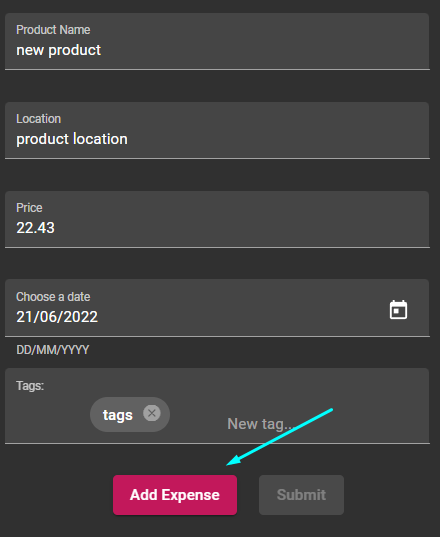 Product Name
new product
Location
product location
Price
22.43
Choose a date
21/06/2022
DD/MM/YYYY
Tags:
tags
New tag...
Add Expense Submit